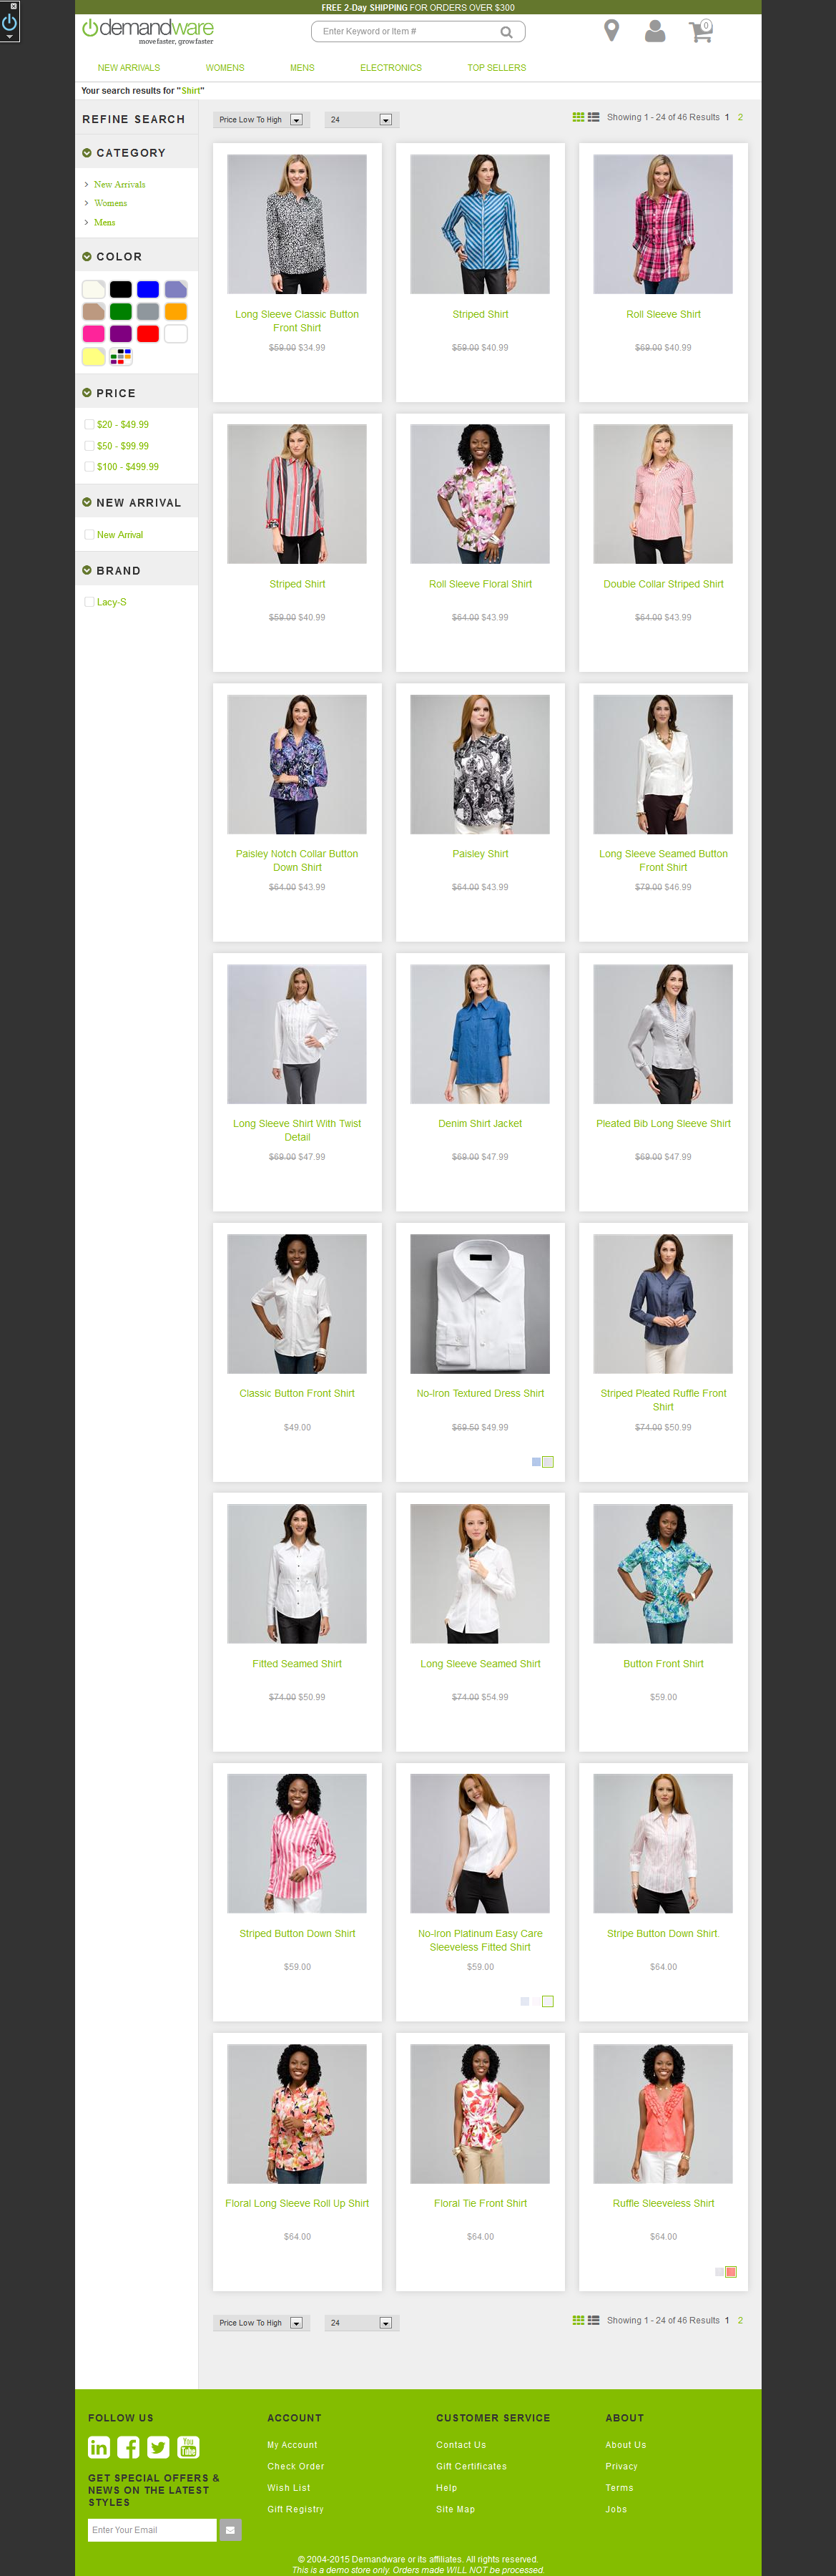 FREE 2-Day SHIPPING FOR ORDERS OVER $300
demandware
move faster, grow faster
Enter Keyword or Item #
0
NEW ARRIVALS WOMENS MENS ELECTRONICS TOP SELLERS
Your search results for "Shirt"
REFINE SEARCH
CATEGORY
New Arrivals
Womens
Mens
COLOR
PRICE
$20 - $49.99
$50 - $99.99
$100 - $499.99
NEW ARRIVAL
New Arrival
BRAND
Lacy-S
Price Low To High 24 Showing 1 - 24 of 46 Results 1 2
Long Sleeve Classic Button
Front Shirt
$59.00 $34.99
Striped Shirt
$59.00 $40.99
Roll Sleeve Shirt
$69.00 $40.99
Striped Shirt
$59.00 $40.99
Roll Sleeve Floral Shirt
$64.00 $43.99
Double Collar Striped Shirt
$64.00 $43.99
Paisley Notch Collar Button
Down Shirt
$64.00 $43.99
Paisley Shirt
$64.00 $43.99
Long Sleeve Seamed Button
Front Shirt
$79.00 $46.99
Long Sleeve Shirt With Twist
Detail
$69.00 $47.99
Denim Shirt Jacket
$69.00 $47.99
Pleated Bib Long Sleeve Shirt
$69.00 $47.99
Classic Button Front Shirt
$49.00
No-Iron Textured Dress Shirt
$69.50 $49.99
Striped Pleated Ruffle Front
Shirt
$74.00 $50.99
Fitted Seamed Shirt
$74.00 $50.99
Long Sleeve Seamed Shirt
$74.00 $54.99
Button Front Shirt
$59.00
Striped Button Down Shirt
$59.00
No-Iron Platinum Easy Care
Sleeveless Fitted Shirt
$59.00
Stripe Button Down Shirt.
$64.00
Floral Long Sleeve Roll Up Shirt
$64.00
Floral Tie Front Shirt
$64.00
Ruffle Sleeveless Shirt
$64.00
Price Low To High 24 Showing 1 - 24 of 46 Results 1 2
FOLLOW US
in f You Tube
GET SPECIAL OFFERS &
NEWS ON THE LATEST
STYLES
Enter Your Email
ACCOUNT
My Account
Check Order
Wish List
Gift Registry
CUSTOMER SERVICE
Contact Us
Gift Certificates
Help
Site Map
ABOUT
About Us
Privacy
Terms
Jobs
© 2004-2015 Demandware or its affiliates. All rights reserved.
This is a demo store only. Orders made WILL NOT be processed.